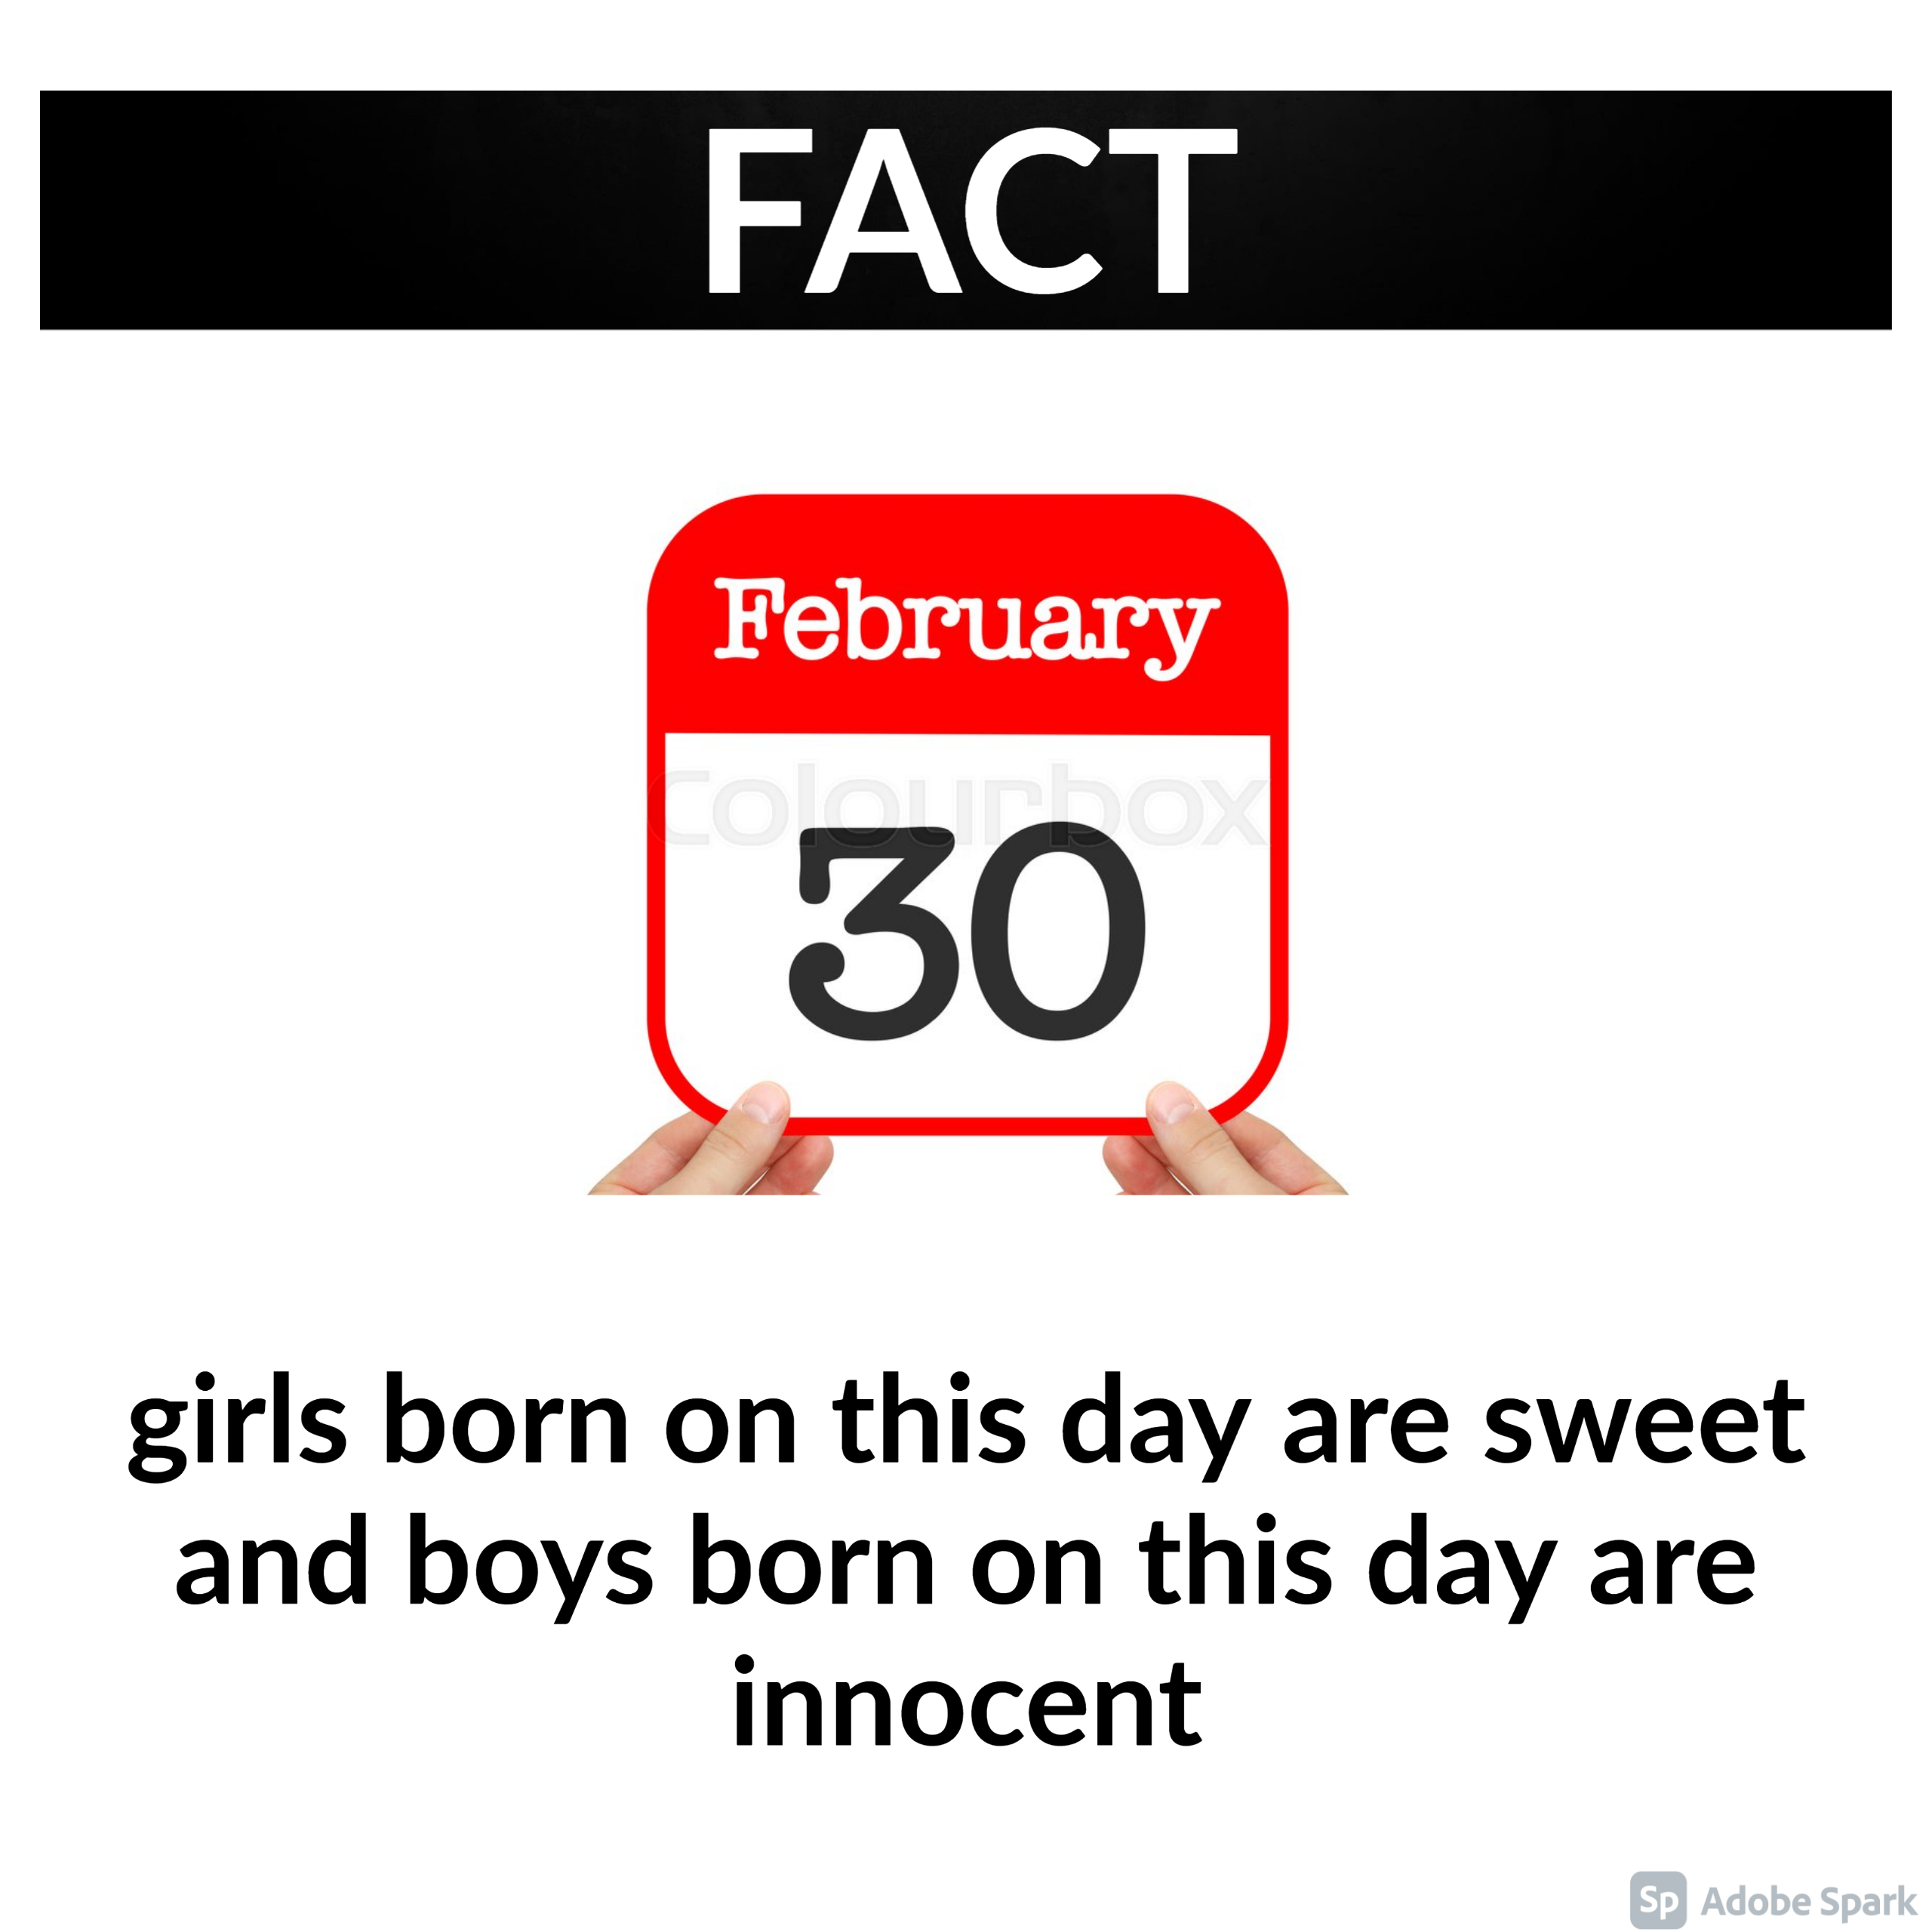 FACT
February
colourbox
30
girls born on this day are sweet
and boys born on this day are
innocent
Sp Adobe Spark